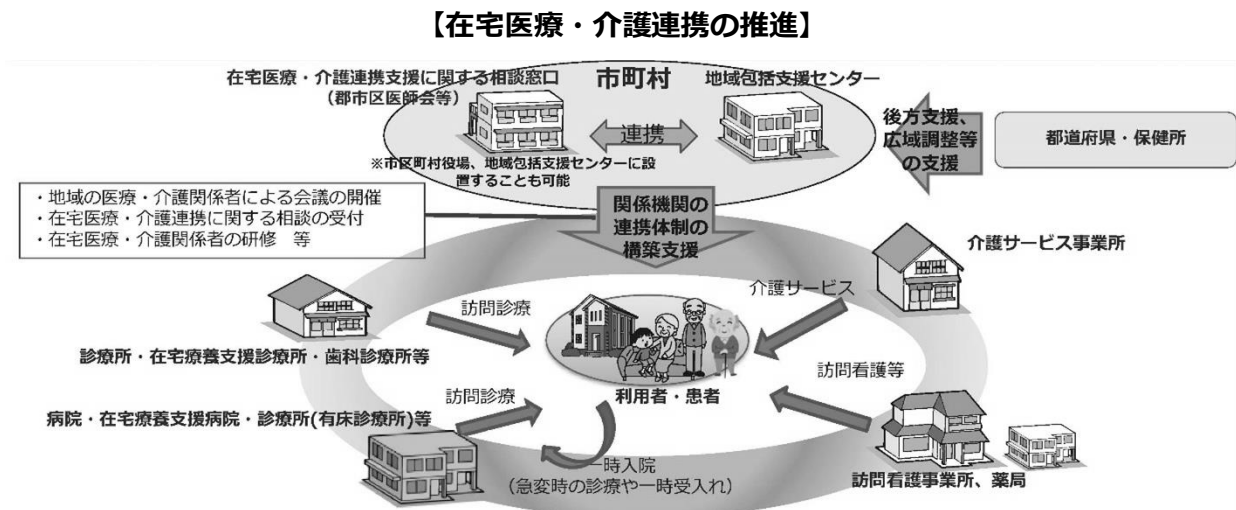 【在宅医療・介護連携の推進】
在宅医療・介護連携支援に関する相談窓口
（郡市区医師会等）
市町村
地域包括支援センター
連携
※市区町村役場、地域包括支援センターに設
置することも可能
後方支援、
広域調整等
の支援
都道府県・保健所
・地域の医療・介護関係者による会議の開催
・在宅医療・介護連携に関する相談の受付
・在宅医療・介護関係者の研修　等
関係機関の
連携体制の
構築支援
介護サービス事業所
介護サービス
訪問診療
診療所・在宅療養支援診療所・歯科診療所等
利用者・患者
訪問看護等
訪問診療
病院・在宅療養支援病院・診療所(有床診療所)等
一時入院
（急変時の診療や一時受入れ）
訪問看護事業所、薬局